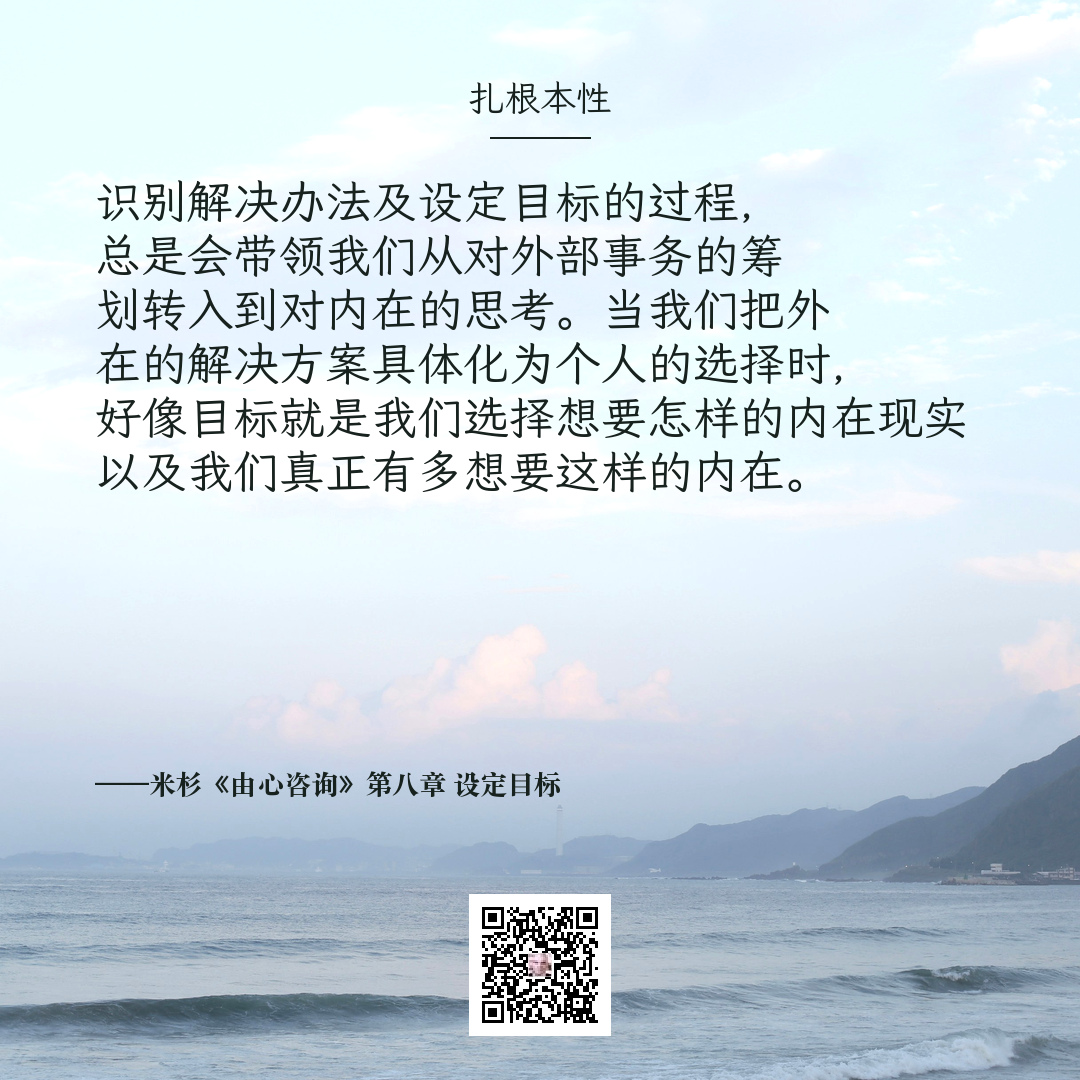 扎根本性
识别解决办法及设定目标的过程,
总是会带领我们从对外部事务的筹
划转入到对内在的思考。当我们把外
在的解决方案具体化为个人的选择时,
好像目标就是我们选择想要怎样的内在现实
以及我们真正有多想要这样的内在。
——米杉《由心咨询》第八章 设定目标